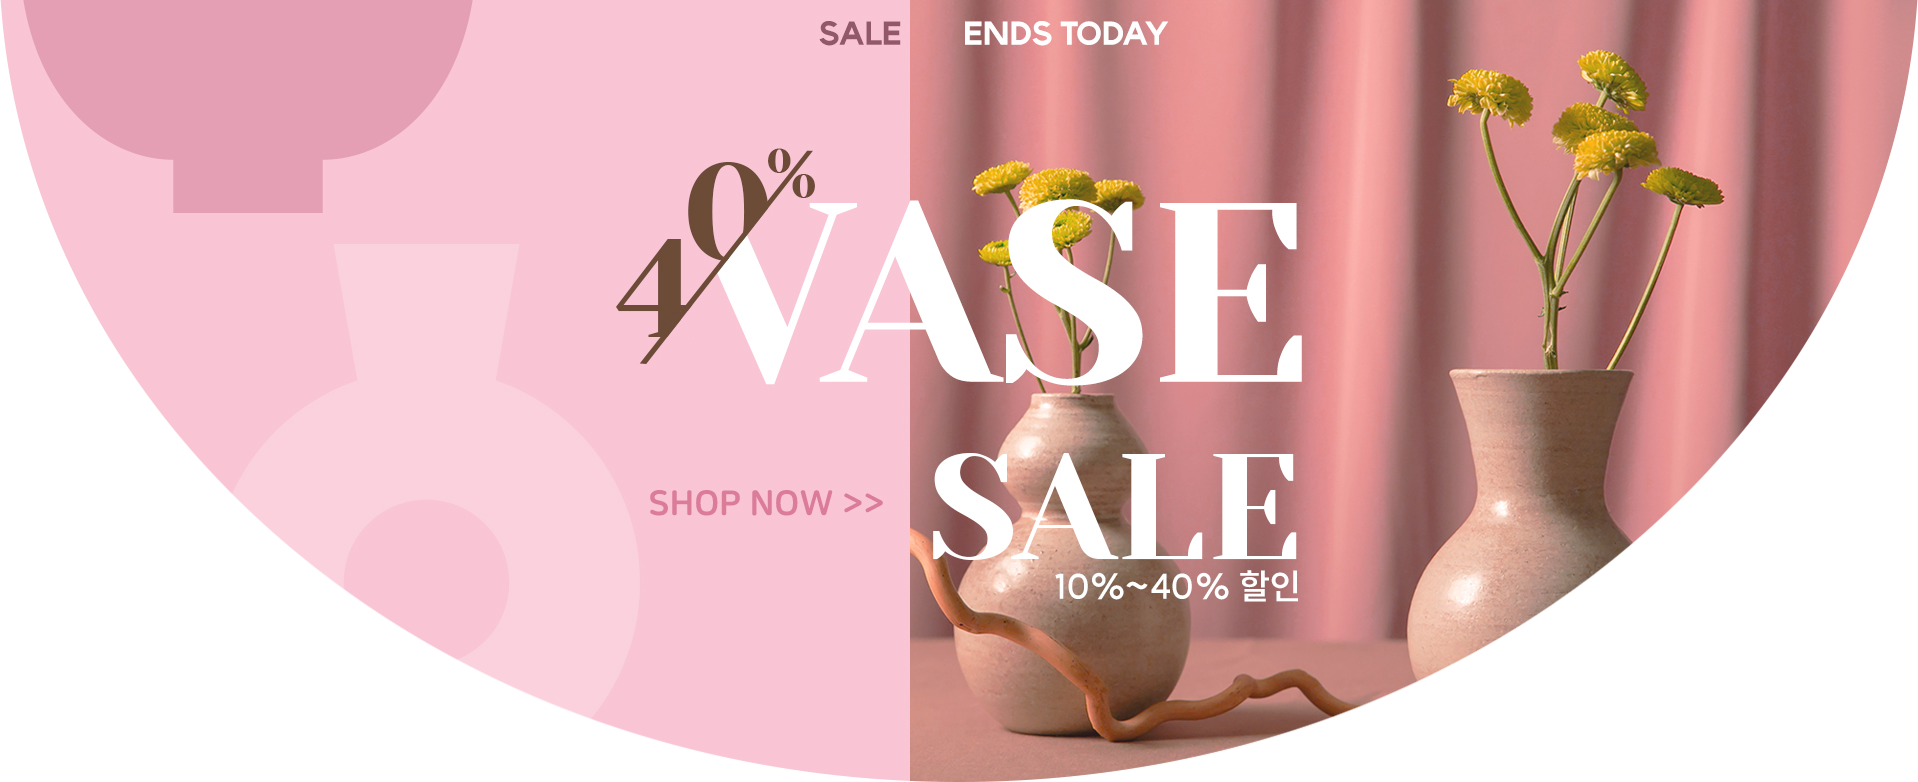 SALE ENDS TODAY
40%
VASE
SALE
SHOP NOW >>
10%~40% 할인